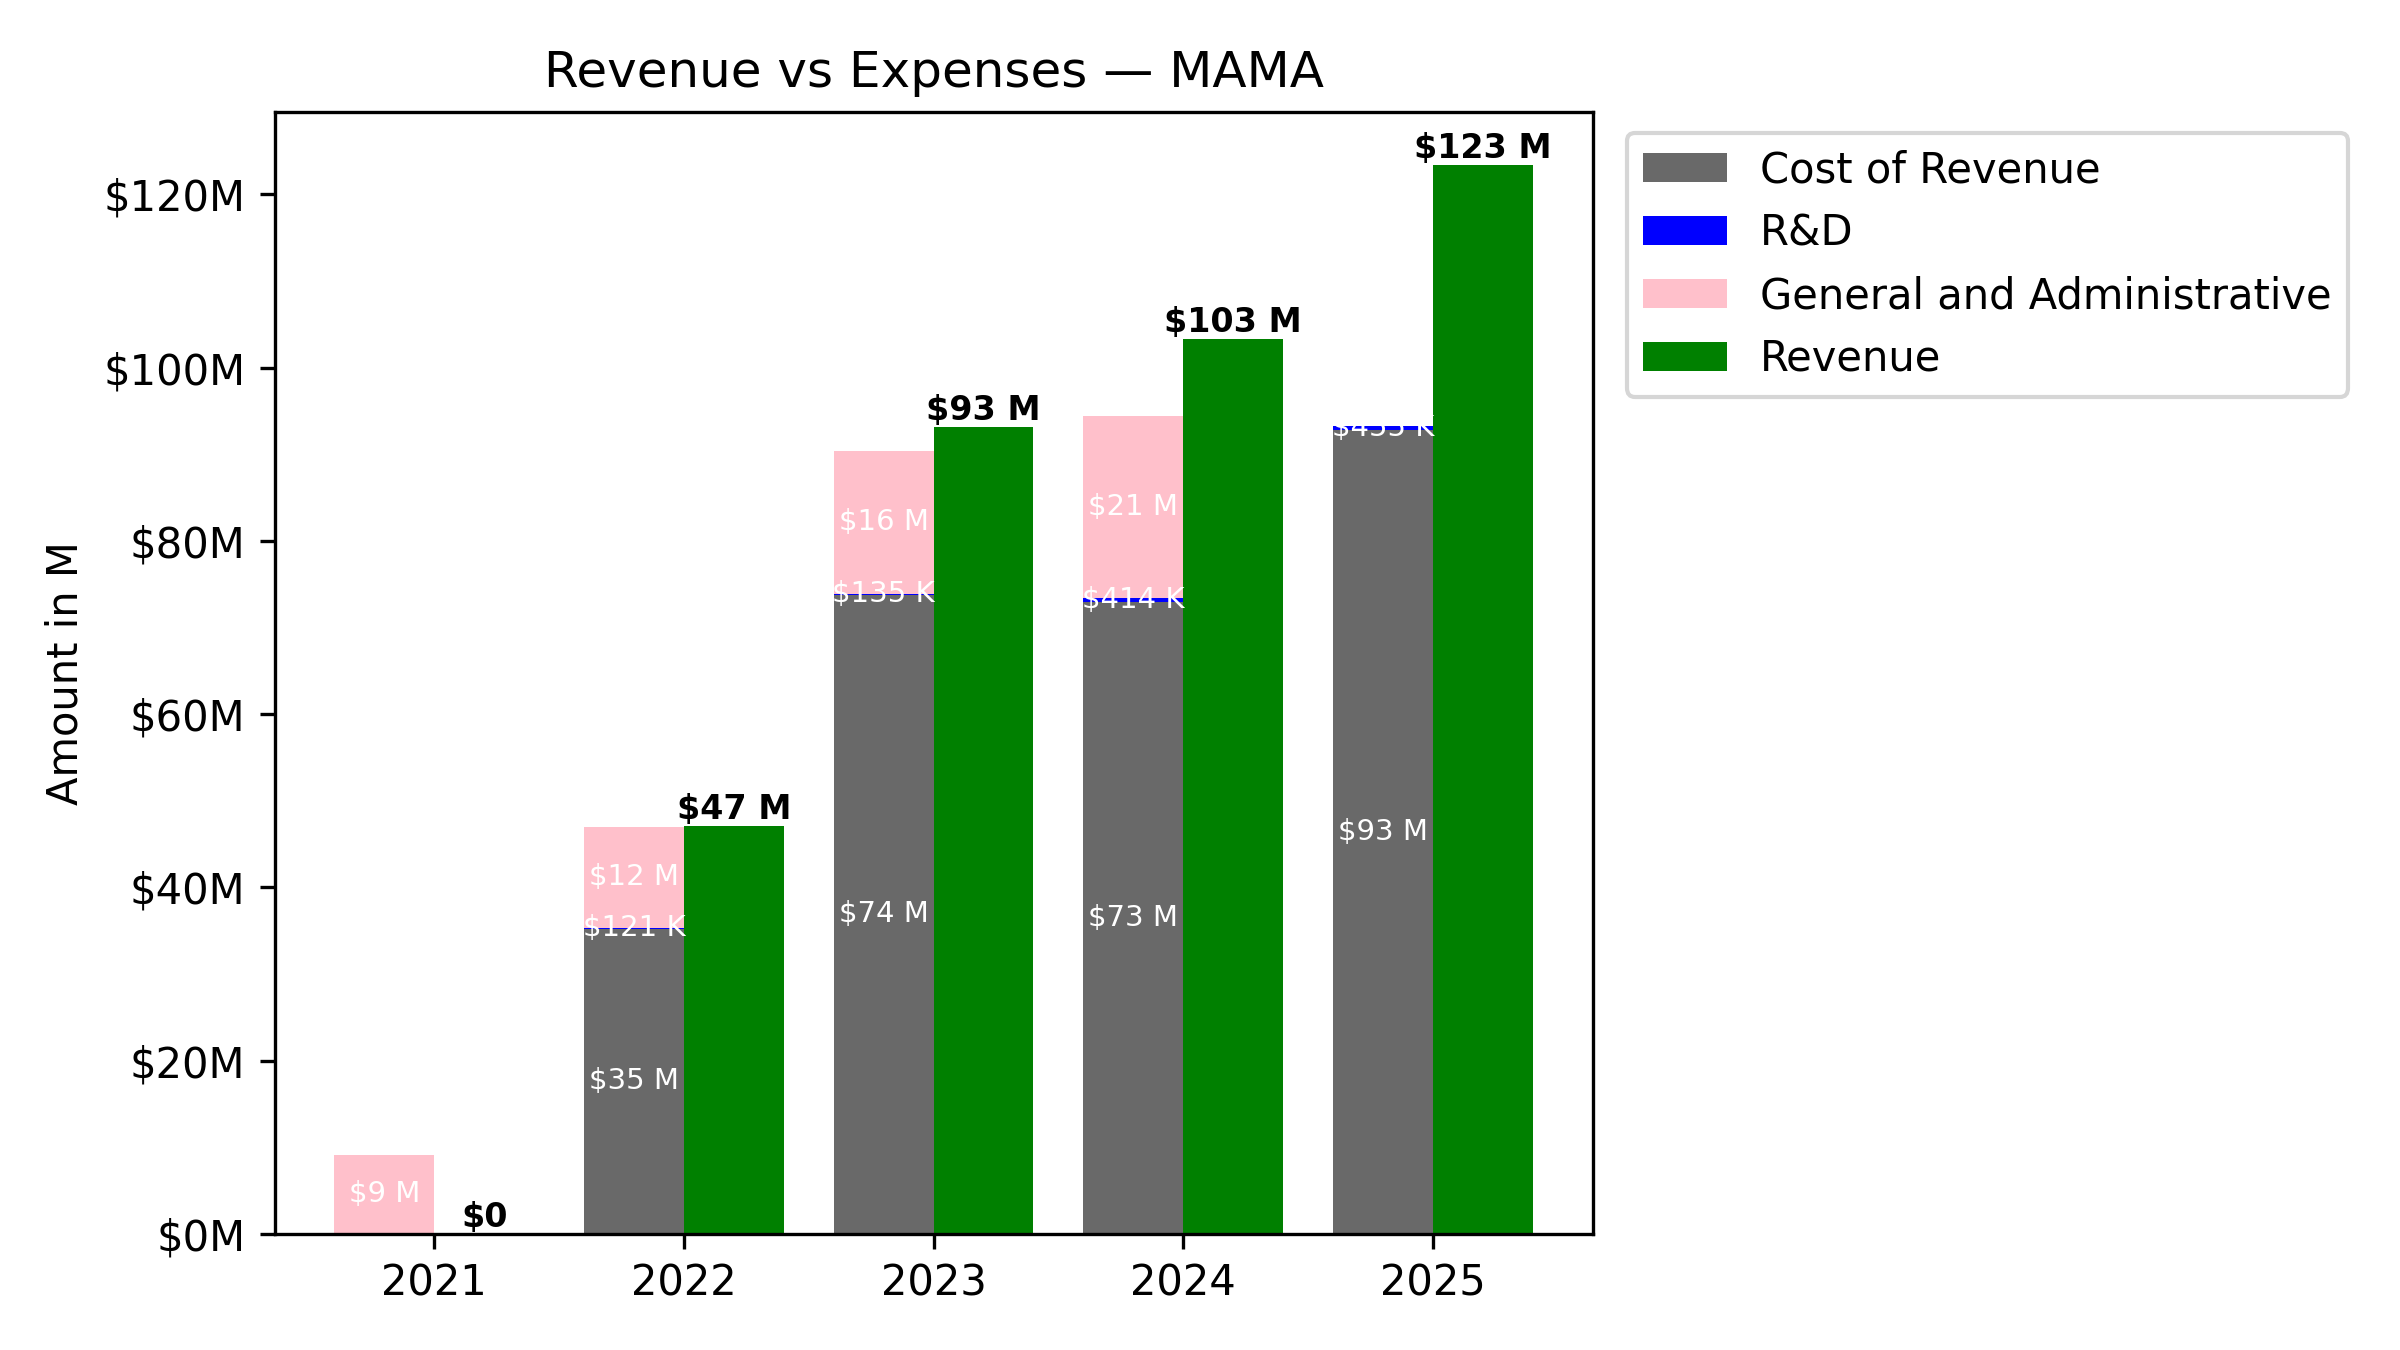 Revenue vs Expenses — MAMA
Cost of Revenue
R&D
General and Administrative
Revenue
Amount in M
$120M
$100M
$80M
$60M
$40M
$20M
$0M
$9 M
$0
$12 M
$121 K
$35 M
$47 M
$16 M
$135 K
$74 M
$93 M
$21 M
$414 K
$73 M
$103 M
$93 M
$123 M
2021
2022
2023
2024
2025